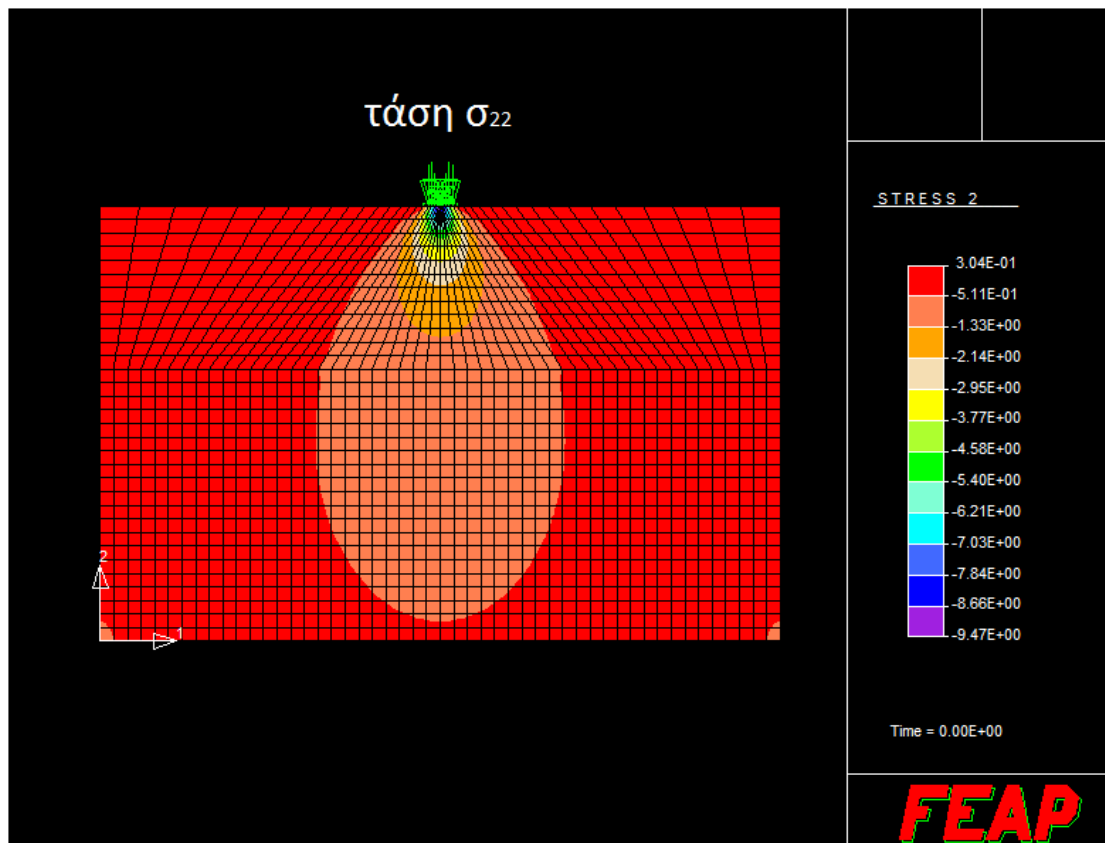 τάση σ22
STRESS 2
3.04E-01
-5.11E-01
-1.33E+00
-2.14E+00
-2.95E+00
-3.77E+00
-4.58E+00
-5.40E+00
-6.21E+00
-7.03E+00
-7.84E+00
-8.66E+00
-9.47E+00
2
1
Time = 0.00E+00
FEAP